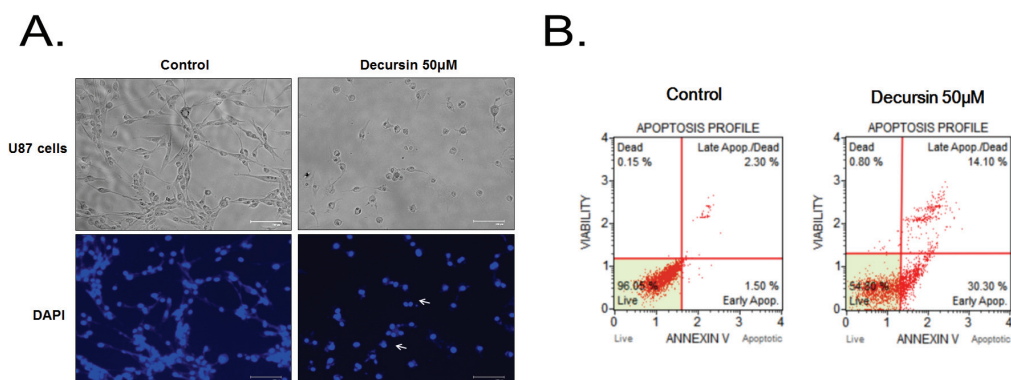 A.
Control
Decursin 50μM
U87 cells
DAPI
B.
Control
APOPTOSIS PROFILE
4
3
2
1
0
VIABILITY
Dead
0.15 %
Late Apop./Dead
2.30 %
96.05 %
Live
1.50 %
Early Apop.
0 1 2 3 4
Live
ANNEXIN V
Apoptotic
Decursin 50μM
APOPTOSIS PROFILE
4
3
2
1
0
VIABILITY
Dead
0.80 %
Late Apop./Dead
14.10 %
54.80 %
Live
30.30 %
Early Apop.
0 1 2 3 4
Live
ANNEXIN V
Apoptotic